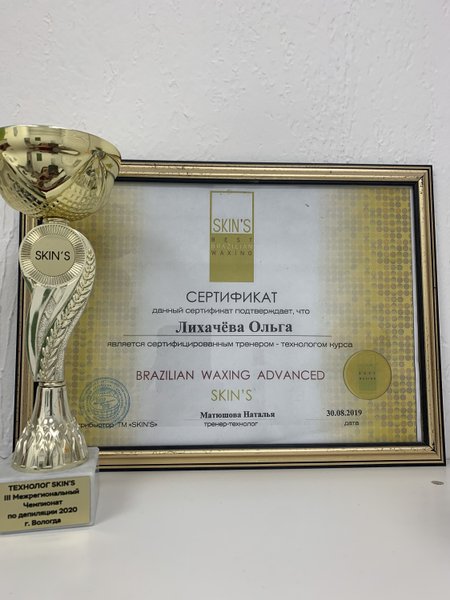 SKIN'S
BEST
BRAZILIAN
WAXING
СЕРТИФИКАТ
данный сертификат подтверждает, что
Лихачёва Ольга
является сертифицированным тренером - технологом курса
BRAZILIAN WAXING ADVANCED
SKIN'S
Матюшова Наталья
30.08.2019
ТМ «SKIN'S»
тренер-технолог
дата
SKIN'S
ТЕХНОЛОГ SKIN'S
III Межрегиональный
Чемпионат
по депиляции 2020
г. Вологда